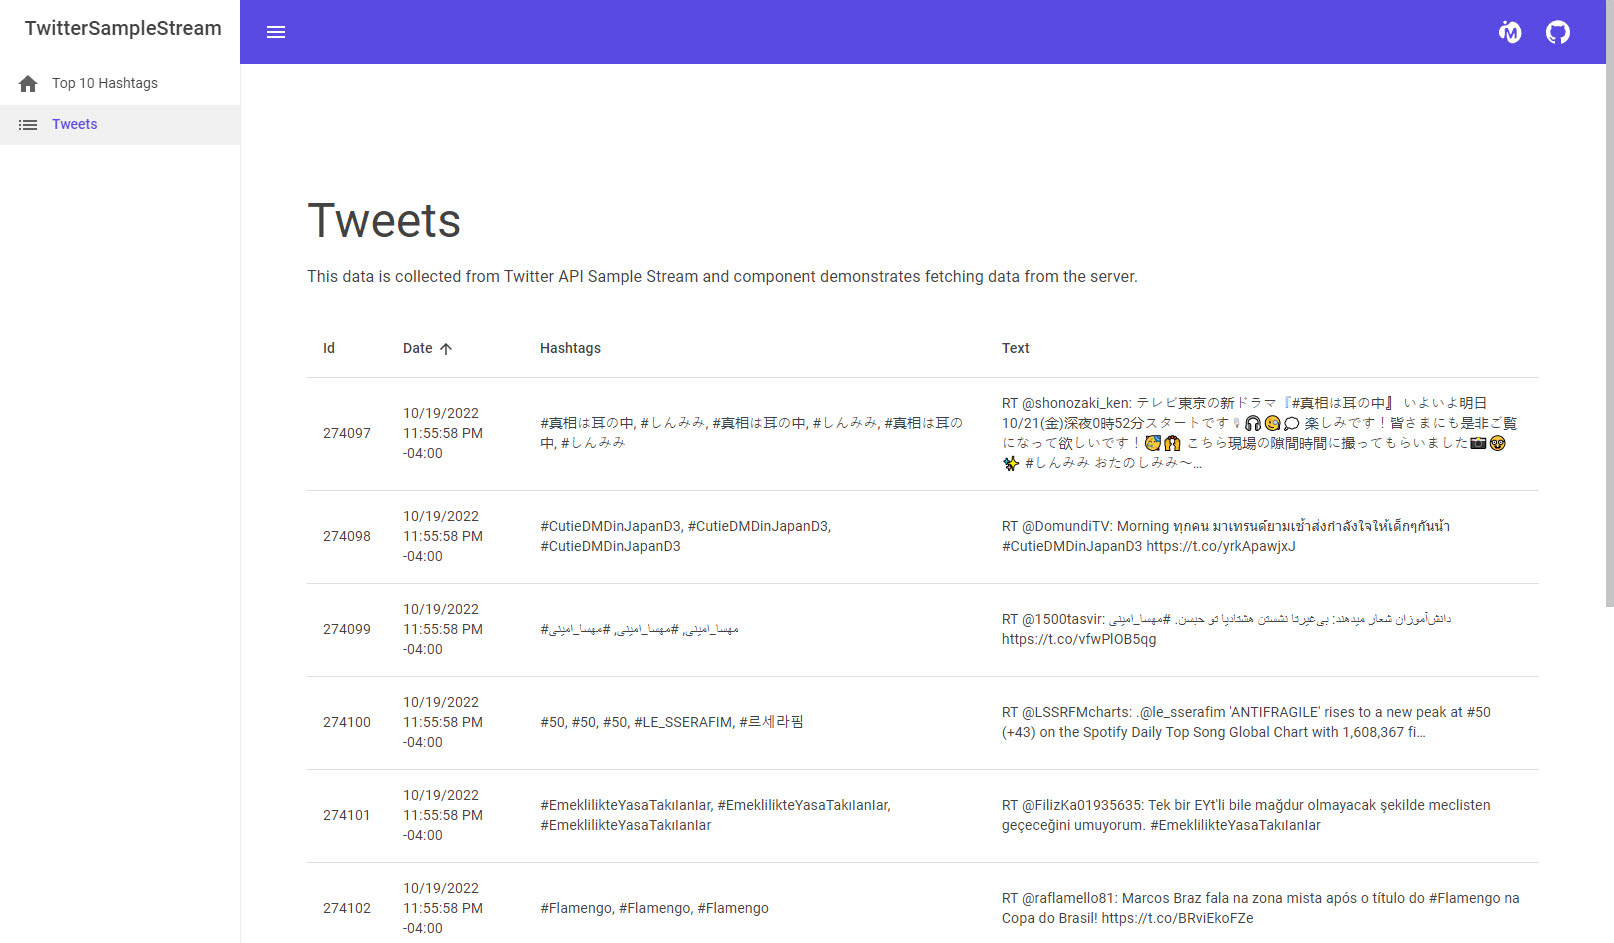 TwitterSampleStream
Top 10 Hashtags
Tweets
Tweets
This data is collected from Twitter API Sample Stream and component demonstrates fetching data from the server.
Id Date Hashtags Text
274097
10/19/2022
11:55:58 PM
-04:00
#真相は耳の中, #しんみみ, #真相は耳の中, #しんみみ, #真相は耳の
中, #しんみみ
RT @shonozaki_ken: テレビ東京の新ドラマ『#真相は耳の中』 いよいよ明日
10/21(金)深夜0時52分スタートです🎙🎧🥲💭 楽しみです！皆さまにも是非ご覧
になって欲しいです！🥳🙌 こちら現場の隙間時間に撮ってもらいました📸🤓
✨ #しんみみ おたのしみみ〜…
274098
10/19/2022
11:55:58 PM
-04:00
#CutieDMDinJapanD3, #CutieDMDinJapanD3,
#CutieDMDinJapanD3
RT @DomundiTV: Morning ทุกคน มาเทรนด์ยามเช้าส่งกำลังใจให้เด็กๆกันน้า
#CutieDMDinJapanD3 https://t.co/yrkApawjxJ
274099
10/19/2022
11:55:58 PM
-04:00
#مهسا_امینی, #مهسا_امینی, #مهسا_امینی
RT @1500tasvir: دانش‌آموزان شعار میدهند: بی‌غیرتا نشستن هشتادیا تو حبسن. #مهسا_امینی
https://t.co/vfwPlOB5qg
274100
10/19/2022
11:55:58 PM
-04:00
#50, #50, #50, #LE_SSERAFIM, #르세라핌
RT @LSSRFMcharts: .@le_sserafim 'ANTIFRAGILE' rises to a new peak at #50
(+43) on the Spotify Daily Top Song Global Chart with 1,608,367 fi…
274101
10/19/2022
11:55:58 PM
-04:00
#EmeklilikteYasaTakılanlar, #EmeklilikteYasaTakılanlar,
#EmeklilikteYasaTakılanlar
RT @FilizKa01935635: Tek bir EYt'li bile mağdur olmayacak şekilde meclisten
geçeceğini umuyorum. #EmeklilikteYasaTakılanlar
274102
10/19/2022
11:55:58 PM
-04:00
#Flamengo, #Flamengo, #Flamengo
RT @raflamello81: Marcos Braz fala na zona mista após o título do #Flamengo na
Copa do Brasil! https://t.co/BRviEkoFZe